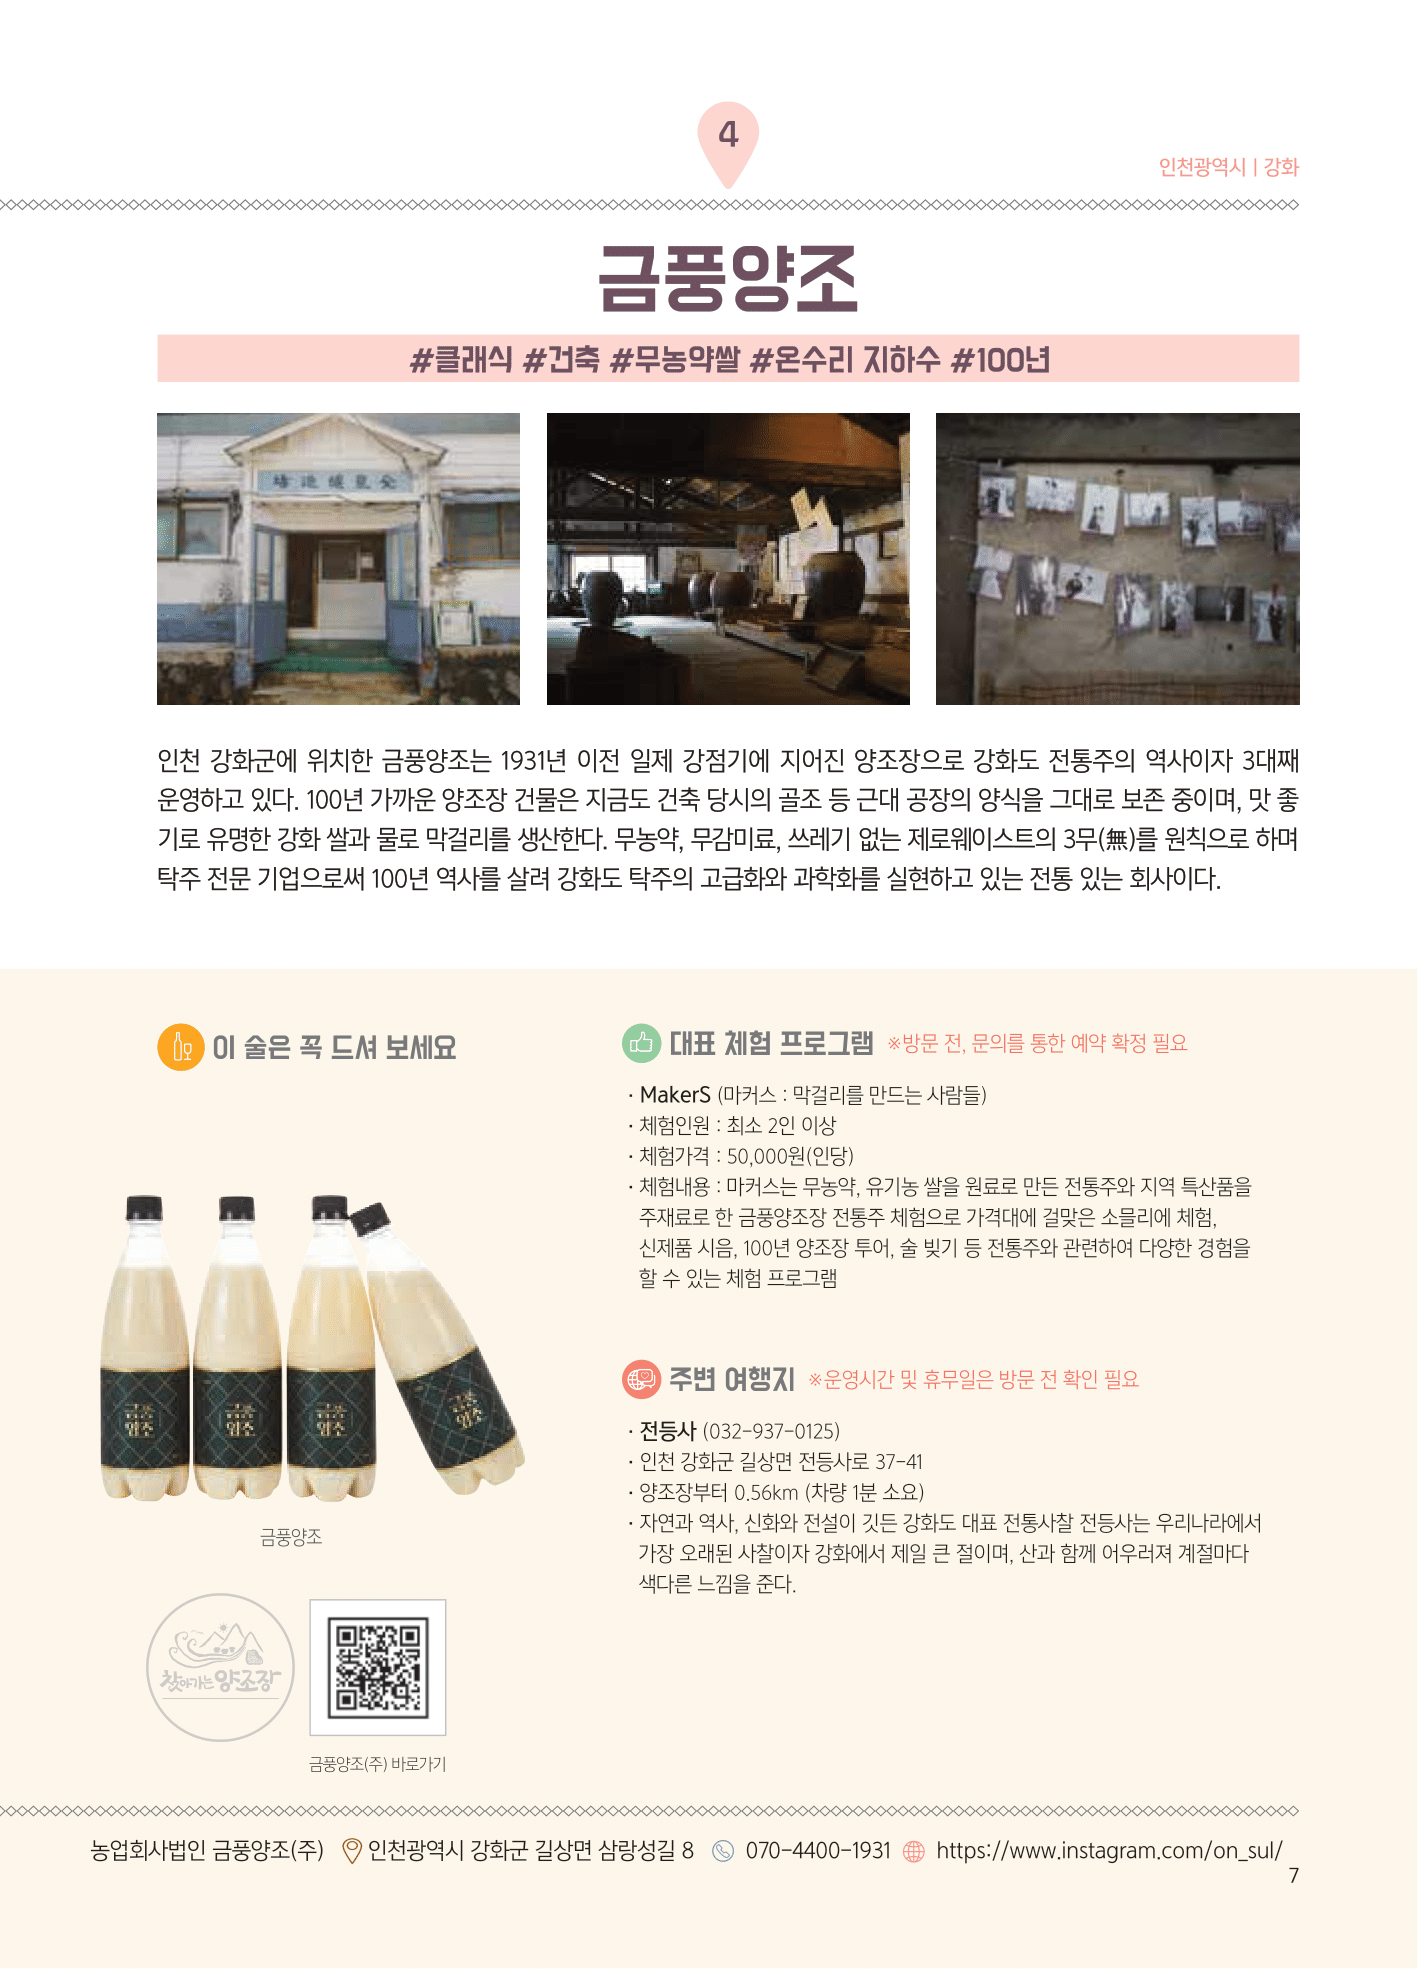 4
인천광역시 | 강화
금풍양조
#클래식 #건축 #무농약쌀 #온수리 지하수 #100년
인천 강화군에 위치한 금풍양조는 1931년 이전 일제 강점기에 지어진 양조장으로 강화도 전통주의 역사이자 3대째
운영하고 있다. 100년 가까운 양조장 건물은 지금도 건축 당시의 골조 등 근대 공장의 양식을 그대로 보존 중이며, 맛 좋
기로 유명한 강화 쌀과 물로 막걸리를 생산한다. 무농약, 무감미료, 쓰레기 없는 제로웨이스트의 3무(無)를 원칙으로 하며
탁주 전문 기업으로써 100년 역사를 살려 강화도 탁주의 고급화와 과학화를 실현하고 있는 전통 있는 회사이다.
이 술은 꼭 드셔 보세요
금풍양조
금풍양조
금풍양조
금풍양조
금풍양조
찾아가는 양조장
금풍양조(주) 바로가기
대표 체험 프로그램 ※방문 전, 문의를 통한 예약 확정 필요
· MakerS (마커스 : 막걸리를 만드는 사람들)
· 체험인원 : 최소 2인 이상
· 체험가격 : 50,000원(인당)
· 체험내용 : 마커스는 무농약, 유기농 쌀을 원료로 만든 전통주와 지역 특산품을
주재료로 한 금풍양조장 전통주 체험으로 가격대에 걸맞은 소믈리에 체험,
신제품 시음, 100년 양조장 투어, 술 빚기 등 전통주와 관련하여 다양한 경험을
할 수 있는 체험 프로그램
주변 여행지 ※운영시간 및 휴무일은 방문 전 확인 필요
· 전등사 (032-937-0125)
· 인천 강화군 길상면 전등사로 37-41
· 양조장부터 0.56km (차량 1분 소요)
· 자연과 역사, 신화와 전설이 깃든 강화도 대표 전통사찰 전등사는 우리나라에서
가장 오래된 사찰이자 강화에서 제일 큰 절이며, 산과 함께 어우러져 계절마다
색다른 느낌을 준다.
농업회사법인 금풍양조(주) 인천광역시 강화군 길상면 삼랑성길 8 070-4400-1931 https://www.instagram.com/on_sul/
7